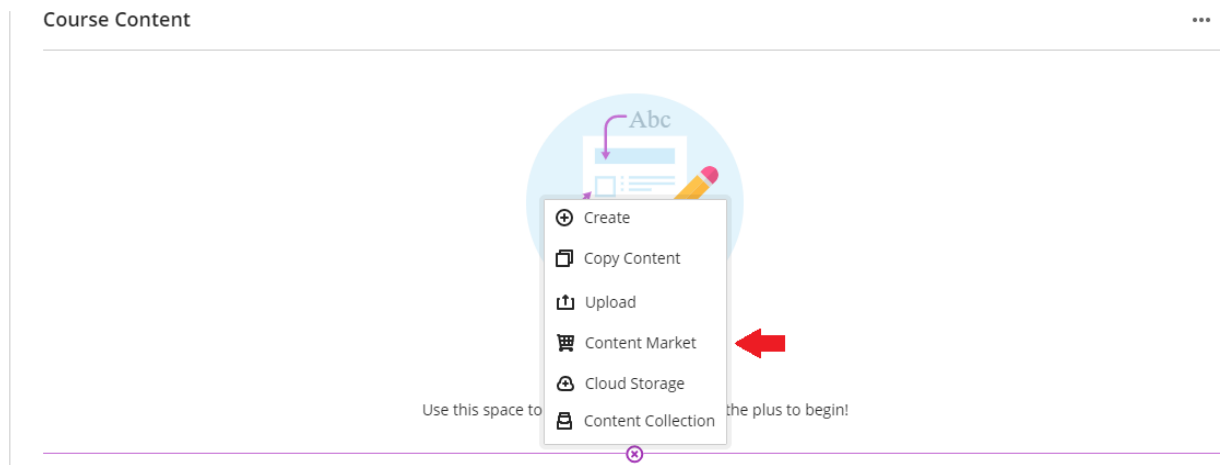 Course Content
Abc
Create
Copy Content
Upload
Content Market
Cloud Storage
Use this space to the plus to begin!
Content Collection